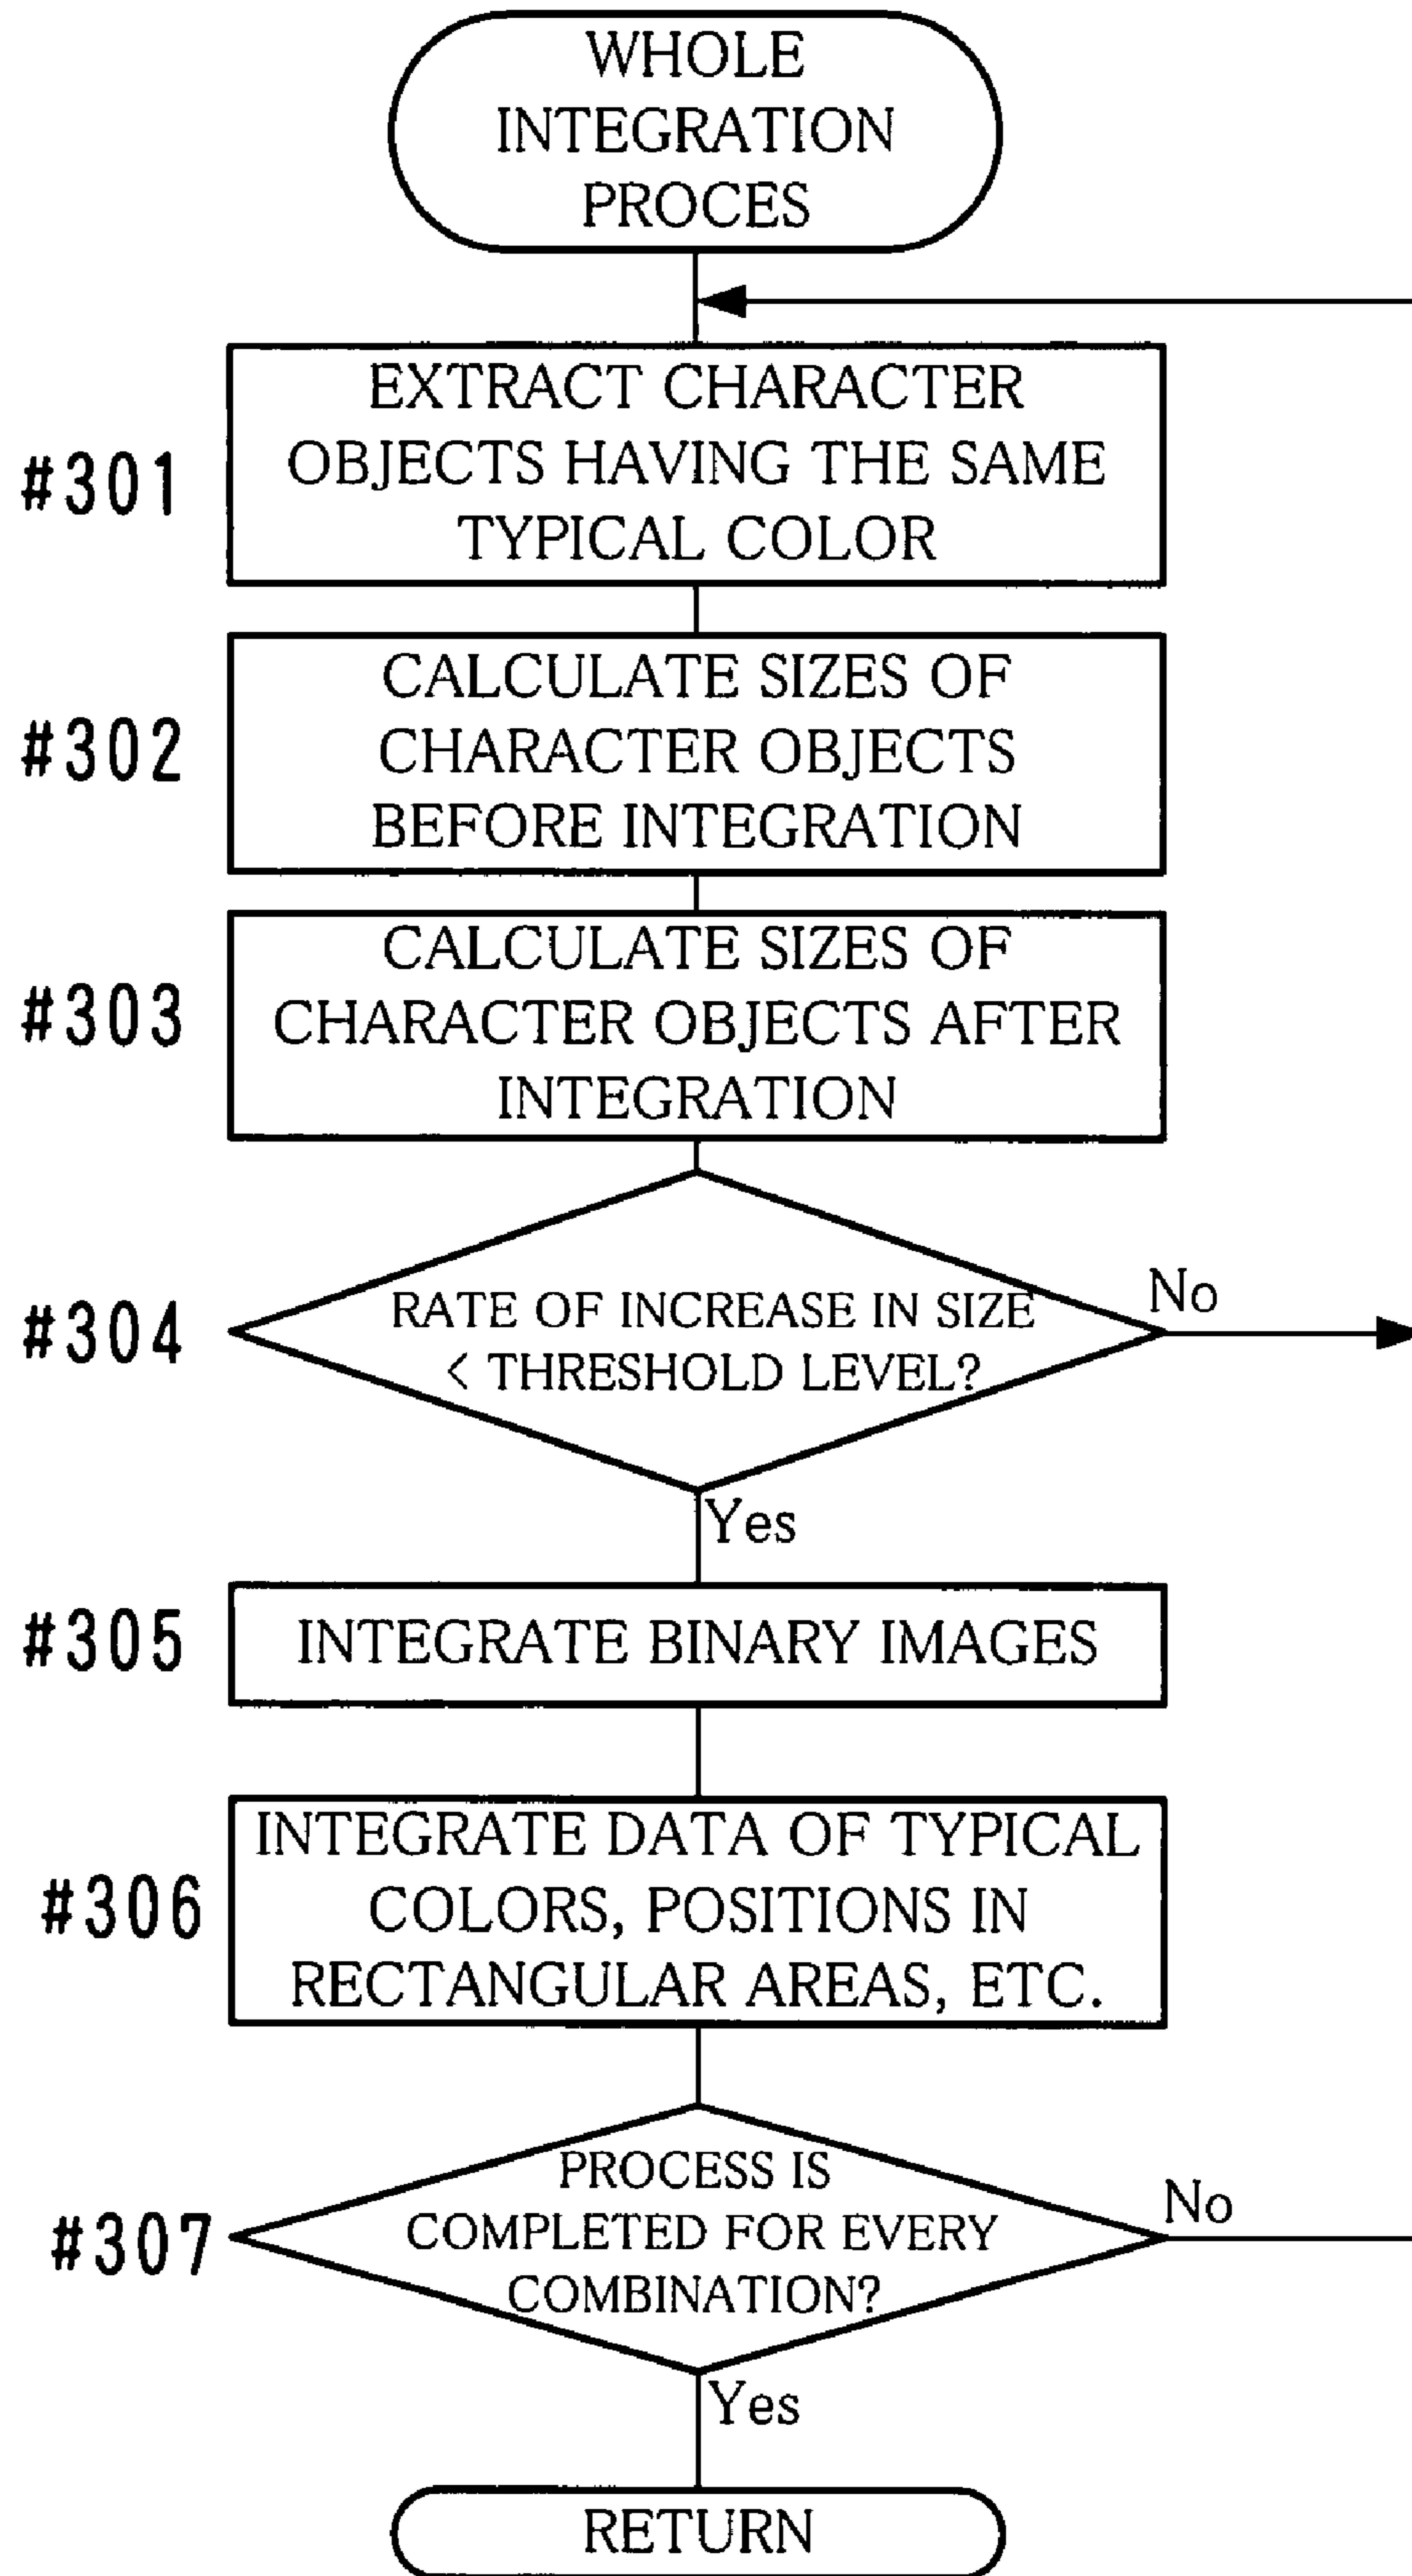 WHOLE
INTEGRATION
PROCES
#301
EXTRACT CHARACTER
OBJECTS HAVING THE SAME
TYPICAL COLOR
#302
CALCULATE SIZES OF
CHARACTER OBJECTS
BEFORE INTEGRATION
#303
CALCULATE SIZES OF
CHARACTER OBJECTS AFTER
INTEGRATION
#304
RATE OF INCREASE IN SIZE
< THRESHOLD LEVEL?
No
Yes
#305
INTEGRATE BINARY IMAGES
#306
INTEGRATE DATA OF TYPICAL
COLORS, POSITIONS IN
RECTANGULAR AREAS, ETC.
#307
PROCESS IS
COMPLETED FOR EVERY
COMBINATION?
No
Yes
RETURN